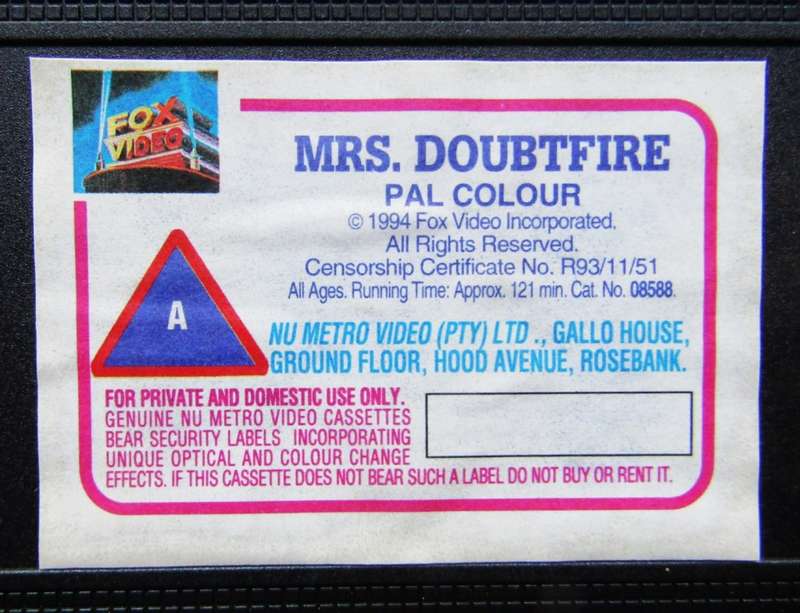 FOX
VIDEO
MRS. DOUBTFIRE
PAL COLOUR
© 1994 Fox Video Incorporated.
All Rights Reserved.
Censorship Certificate No. R93/11/51
All Ages. Running Time: Approx. 121 min. Cat. No. 08588.
A
NU METRO VIDEO (PTY) LTD ., GALLO HOUSE,
GROUND FLOOR, HOOD AVENUE, ROSEBANK.
FOR PRIVATE AND DOMESTIC USE ONLY.
GENUINE NU METRO VIDEO CASSETTES
BEAR SECURITY LABELS INCORPORATING
UNIQUE OPTICAL AND COLOUR CHANGE
EFFECTS. IF THIS CASSETTE DOES NOT BEAR SUCH A LABEL DO NOT BUY OR RENT IT.